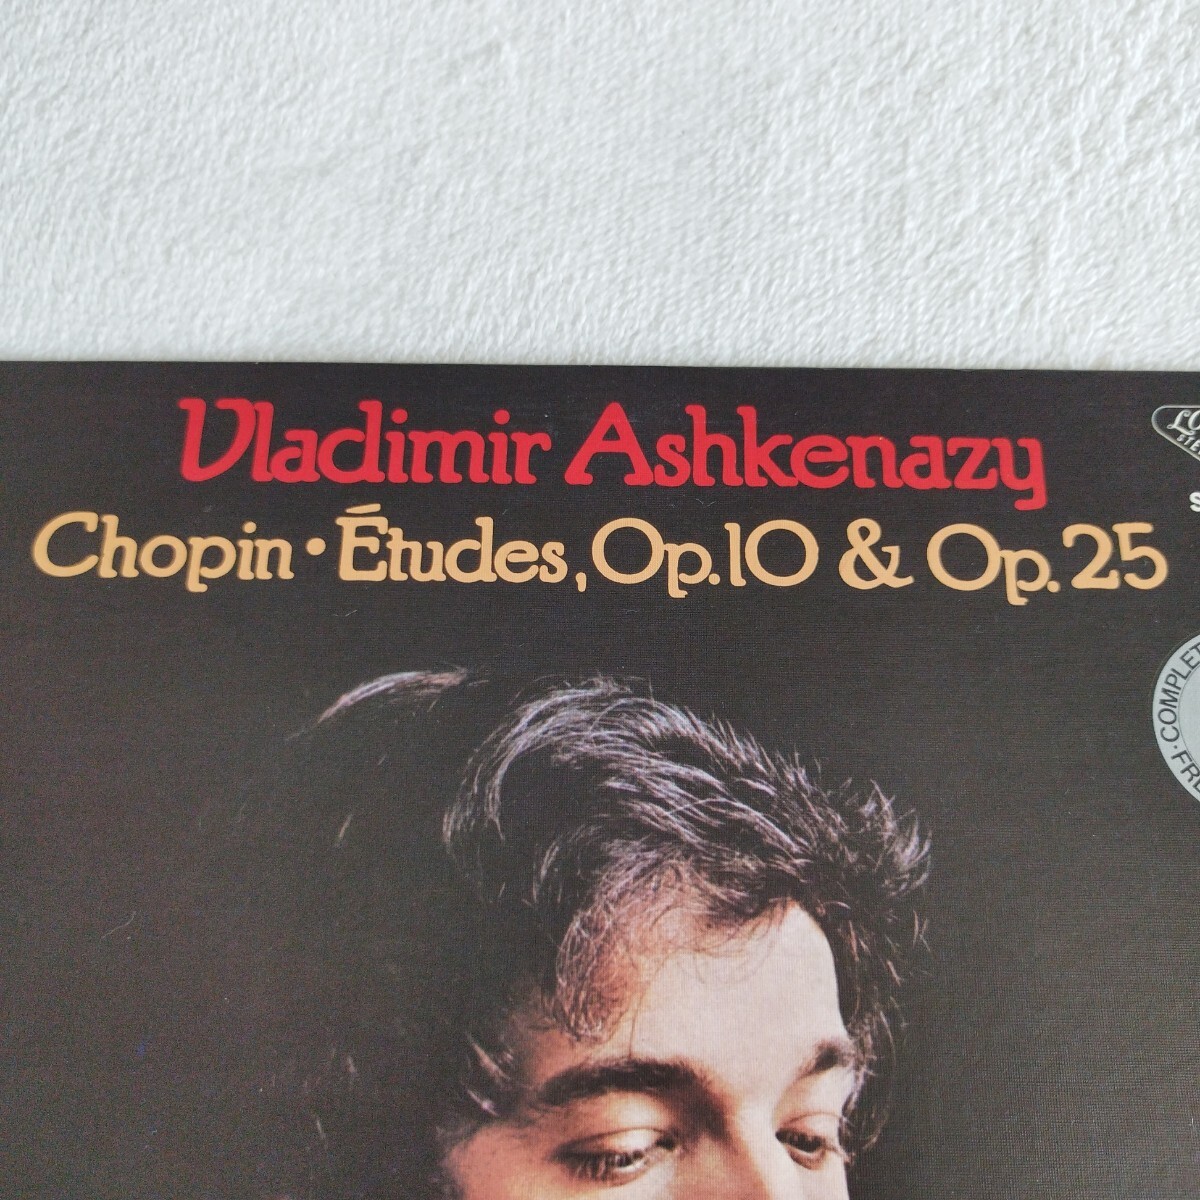 Vladimir Ashkenazy
Chopin · Études, Op.10 & Op.25